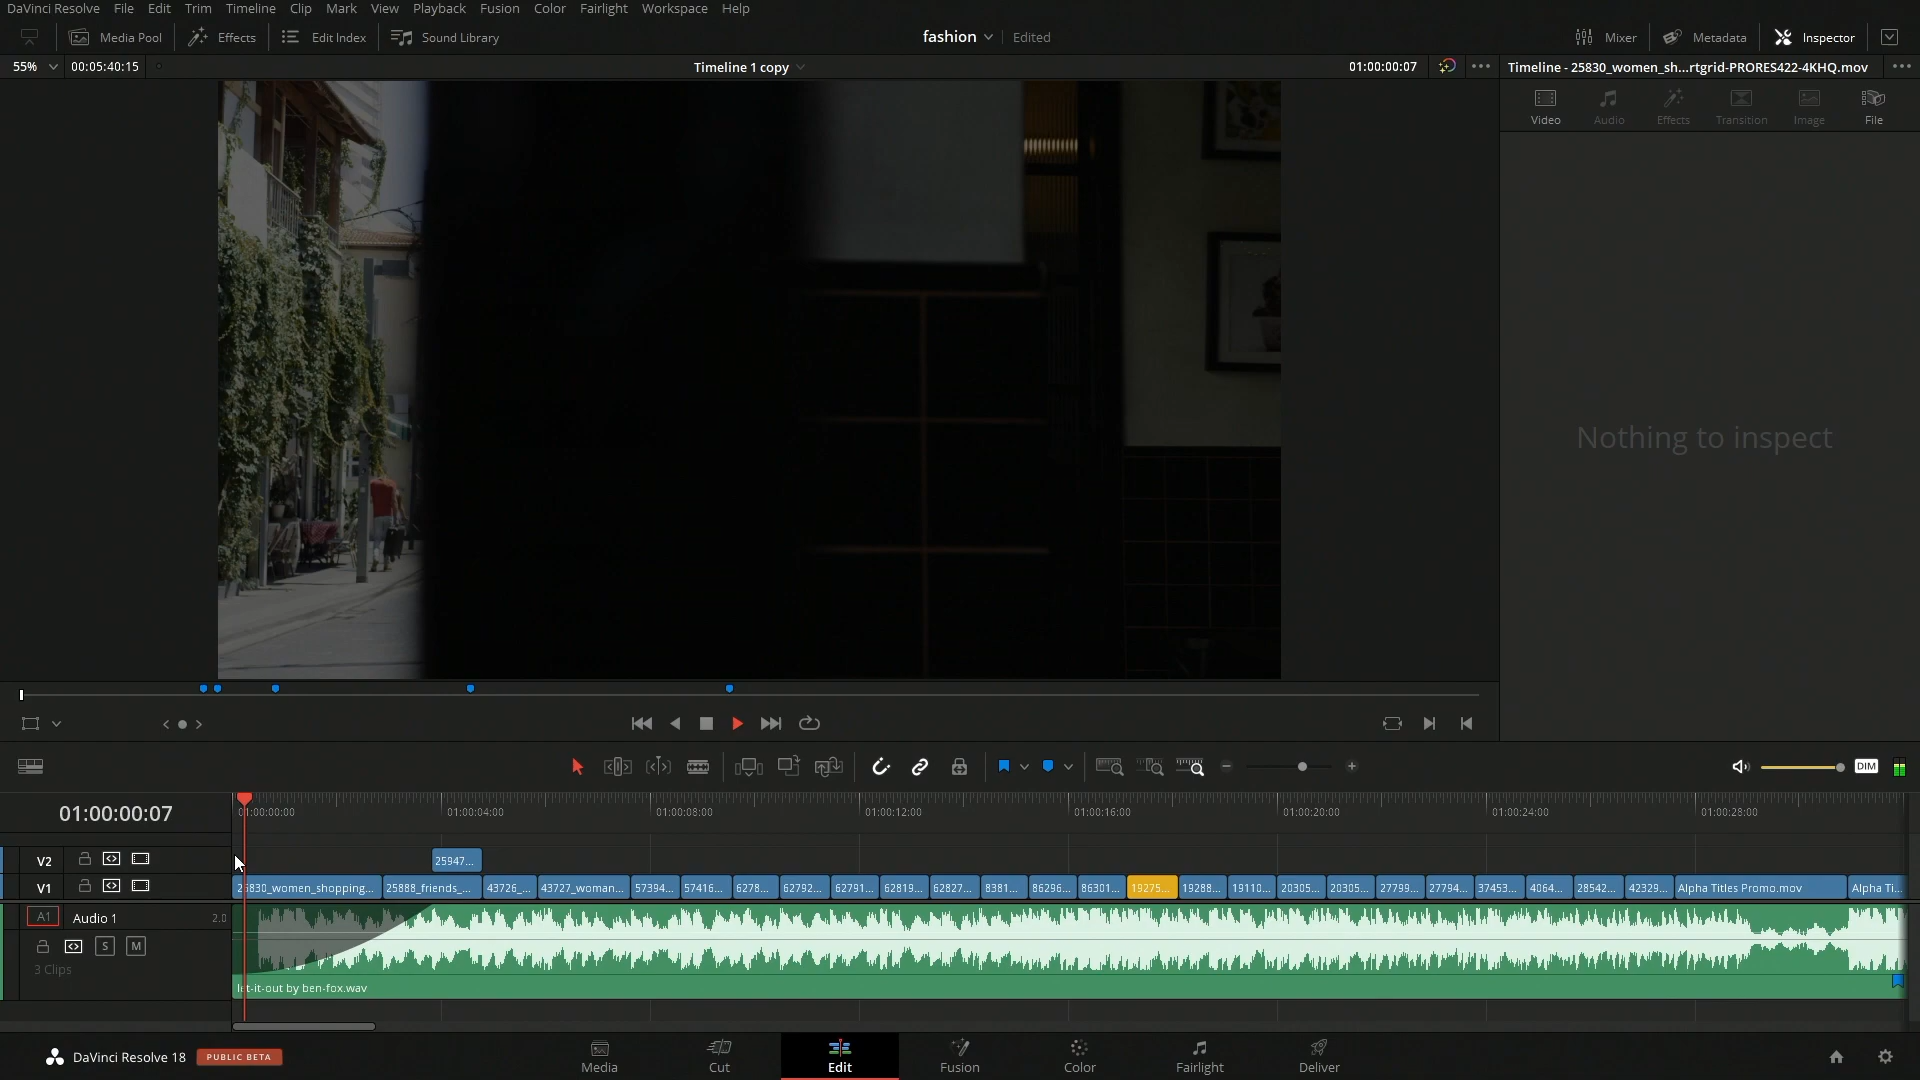 DaVinci Resolve File Edit Trim Timeline Clip Mark View Playback Fusion Color Fairlight Workspace Help
Media Pool Effects Edit Index Sound Library fashion Edited Mixer Metadata Inspector
55% 00:05:40:15 Timeline 1 copy 01:00:00:07 Timeline - 25830_women_sh...rtgrid-PRORES422-4KHQ.mov
Video Audio Effects Transition Image File
Nothing to inspect
DIM
01:00:00:07 01:00:00:00 01:00:04:00 01:00:08:00 01:00:12:00 01:00:16:00 01:00:20:00 01:00:24:00 01:00:28:00
V2 25947...
V1 25830_women_shopping... 25888_friends_... 43726_... 43727_woman... 57394... 57416... 6278... 62792... 62791... 62819... 62827... 8381... 86296... 86301... 19275... 19288... 19110... 20305... 20305... 27799... 27794... 37453... 4064... 28542... 42329... Alpha Titles Promo.mov Alpha Ti...
A1 Audio 1 2.0
S M
3 Clips
let-it-out by ben-fox.wav
DaVinci Resolve 18 PUBLIC BETA Media Cut Edit Fusion Color Fairlight Deliver